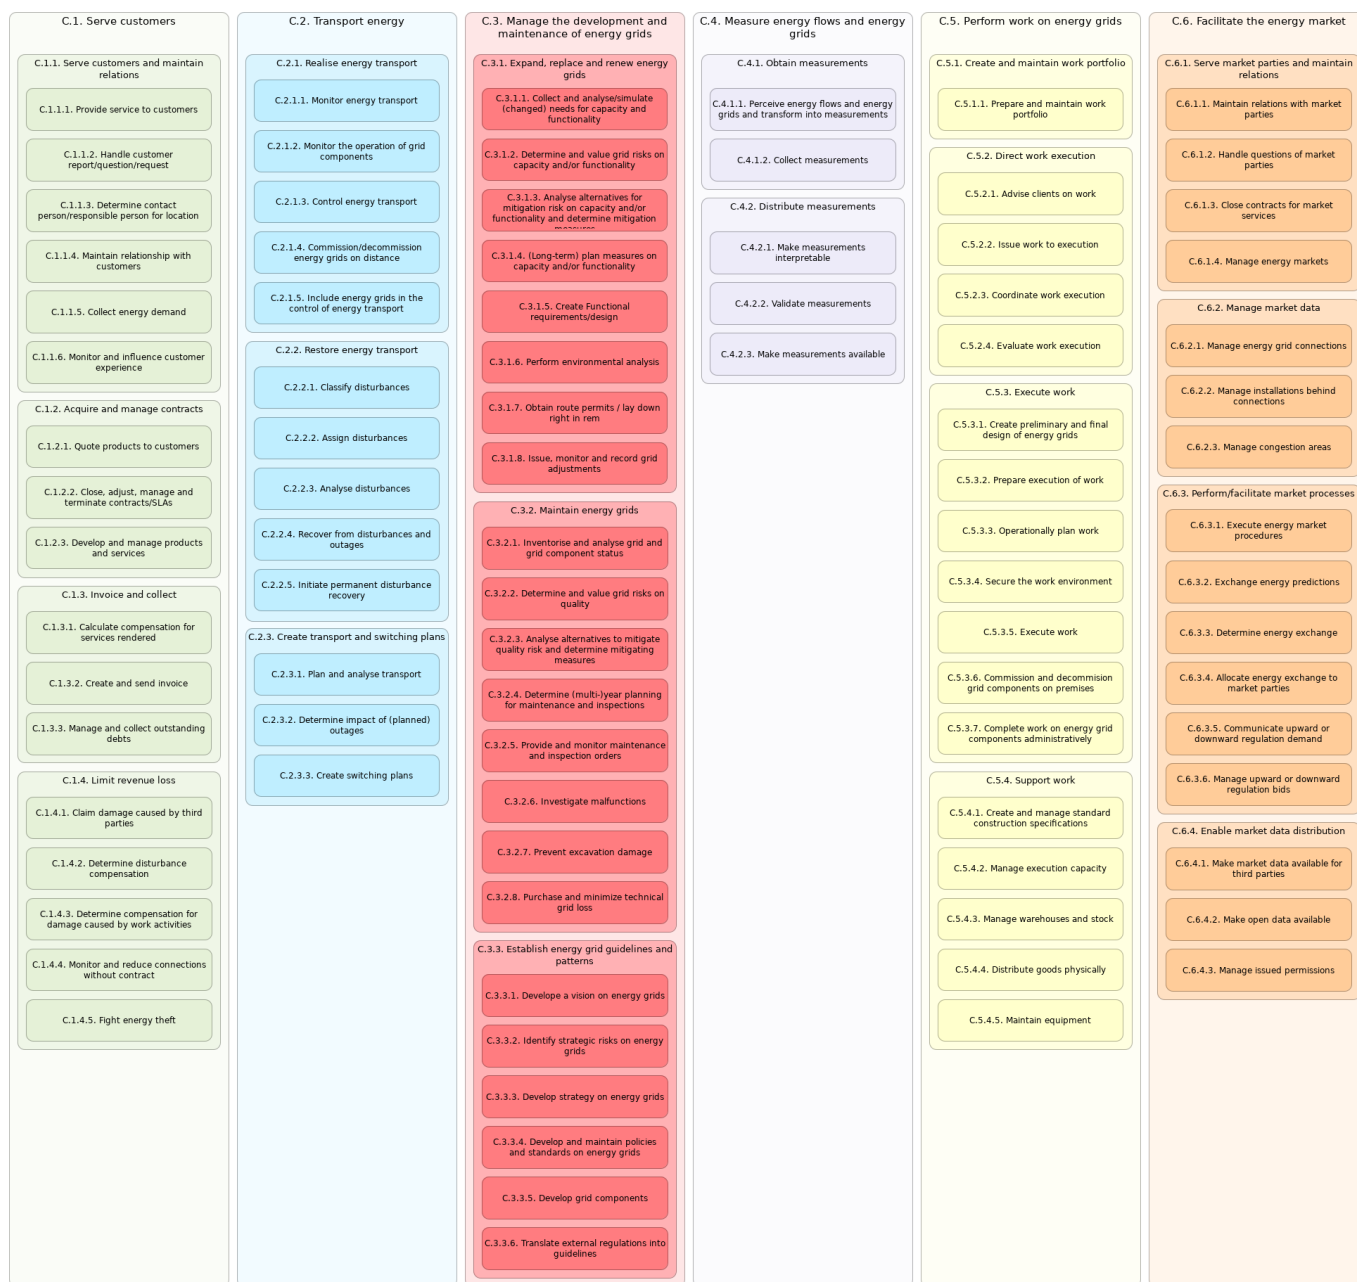 C.1. Serve customers
C.1.1. Serve customers and maintain
relations
C.1.1.1. Provide service to customers
C.1.1.2. Handle customer
report/question/request
C.1.1.3. Determine contact
person/responsible person for location
C.1.1.4. Maintain relationship with
customers
C.1.1.5. Collect energy demand
C.1.1.6. Monitor and influence customer
experience
C.1.2. Acquire and manage contracts
C.1.2.1. Quote products to customers
C.1.2.2. Close, adjust, manage and
terminate contracts/SLAs
C.1.2.3. Develop and manage products
and services
C.1.3. Invoice and collect
C.1.3.1. Calculate compensation for
services rendered
C.1.3.2. Create and send invoice
C.1.3.3. Manage and collect outstanding
debts
C.1.4. Limit revenue loss
C.1.4.1. Claim damage caused by third
parties
C.1.4.2. Determine disturbance
compensation
C.1.4.3. Determine compensation for
damage caused by work activities
C.1.4.4. Monitor and reduce connections
without contract
C.1.4.5. Fight energy theft
C.2. Transport energy
C.2.1. Realise energy transport
C.2.1.1. Monitor energy transport
C.2.1.2. Monitor the operation of grid
components
C.2.1.3. Control energy transport
C.2.1.4. Commission/decommission
energy grids on distance
C.2.1.5. Include energy grids in the
control of energy transport
C.2.2. Restore energy transport
C.2.2.1. Classify disturbances
C.2.2.2. Assign disturbances
C.2.2.3. Analyse disturbances
C.2.2.4. Recover from disturbances and
outages
C.2.2.5. Initiate permanent disturbance
recovery
C.2.3. Create transport and switching plans
C.2.3.1. Plan and analyse transport
C.2.3.2. Determine impact of (planned)
outages
C.2.3.3. Create switching plans
C.3. Manage the development and
maintenance of energy grids
C.3.1. Expand, replace and renew energy
grids
C.3.1.1. Collect and analyse/simulate
(changed) needs for capacity and
functionality
C.3.1.2. Determine and value grid risks on
capacity and/or functionality
C.3.1.3. Analyse alternatives for
mitigation risk on capacity and/or
functionality and determine mitigation
measures
C.3.1.4. (Long-term) plan measures on
capacity and/or functionality
C.3.1.5. Create Functional
requirements/design
C.3.1.6. Perform environmental analysis
C.3.1.7. Obtain route permits / lay down
right in rem
C.3.1.8. Issue, monitor and record grid
adjustments
C.3.2. Maintain energy grids
C.3.2.1. Inventorise and analyse grid and
grid component status
C.3.2.2. Determine and value grid risks on
quality
C.3.2.3. Analyse alternatives to mitigate
quality risk and determine mitigating
measures
C.3.2.4. Determine (multi-)year planning
for maintenance and inspections
C.3.2.5. Provide and monitor maintenance
and inspection orders
C.3.2.6. Investigate malfunctions
C.3.2.7. Prevent excavation damage
C.3.2.8. Purchase and minimize technical
grid loss
C.3.3. Establish energy grid guidelines and
patterns
C.3.3.1. Develope a vision on energy grids
C.3.3.2. Identify strategic risks on energy
grids
C.3.3.3. Develop strategy on energy grids
C.3.3.4. Develop and maintain policies
and standards on energy grids
C.3.3.5. Develop grid components
C.3.3.6. Translate external regulations into
guidelines
C.4. Measure energy flows and energy
grids
C.4.1. Obtain measurements
C.4.1.1. Perceive energy flows and energy
grids and transform into measurements
C.4.1.2. Collect measurements
C.4.2. Distribute measurements
C.4.2.1. Make measurements
interpretable
C.4.2.2. Validate measurements
C.4.2.3. Make measurements available
C.5. Perform work on energy grids
C.5.1. Create and maintain work portfolio
C.5.1.1. Prepare and maintain work
portfolio
C.5.2. Direct work execution
C.5.2.1. Advise clients on work
C.5.2.2. Issue work to execution
C.5.2.3. Coordinate work execution
C.5.2.4. Evaluate work execution
C.5.3. Execute work
C.5.3.1. Create preliminary and final
design of energy grids
C.5.3.2. Prepare execution of work
C.5.3.3. Operationally plan work
C.5.3.4. Secure the work environment
C.5.3.5. Execute work
C.5.3.6. Commission and decommision
grid components on premises
C.5.3.7. Complete work on energy grid
components administratively
C.5.4. Support work
C.5.4.1. Create and manage standard
construction specifications
C.5.4.2. Manage execution capacity
C.5.4.3. Manage warehouses and stock
C.5.4.4. Distribute goods physically
C.5.4.5. Maintain equipment
C.6. Facilitate the energy market
C.6.1. Serve market parties and maintain
relations
C.6.1.1. Maintain relations with market
parties
C.6.1.2. Handle questions of market
parties
C.6.1.3. Close contracts for market
services
C.6.1.4. Manage energy markets
C.6.2. Manage market data
C.6.2.1. Manage energy grid connections
C.6.2.2. Manage installations behind
connections
C.6.2.3. Manage congestion areas
C.6.3. Perform/facilitate market processes
C.6.3.1. Execute energy market
procedures
C.6.3.2. Exchange energy predictions
C.6.3.3. Determine energy exchange
C.6.3.4. Allocate energy exchange to
market parties
C.6.3.5. Communicate upward or
downward regulation demand
C.6.3.6. Manage upward or downward
regulation bids
C.6.4. Enable market data distribution
C.6.4.1. Make market data available for
third parties
C.6.4.2. Make open data available
C.6.4.3. Manage issued permissions